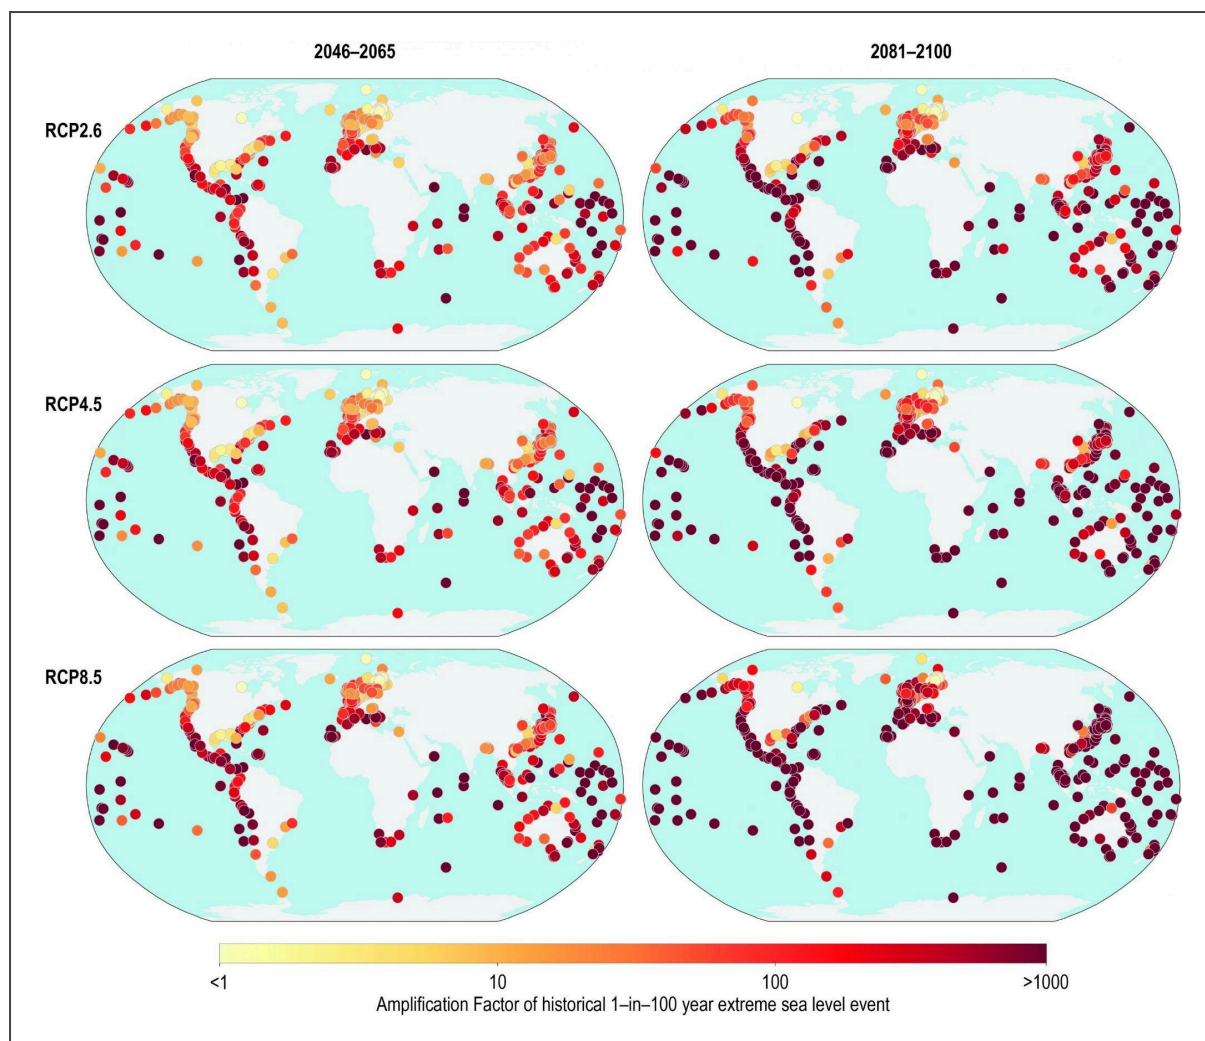 2046–2065
2081–2100
RCP2.6
RCP4.5
RCP8.5
<1
10
100
>1000
Amplification Factor of historical 1–in–100 year extreme sea level event